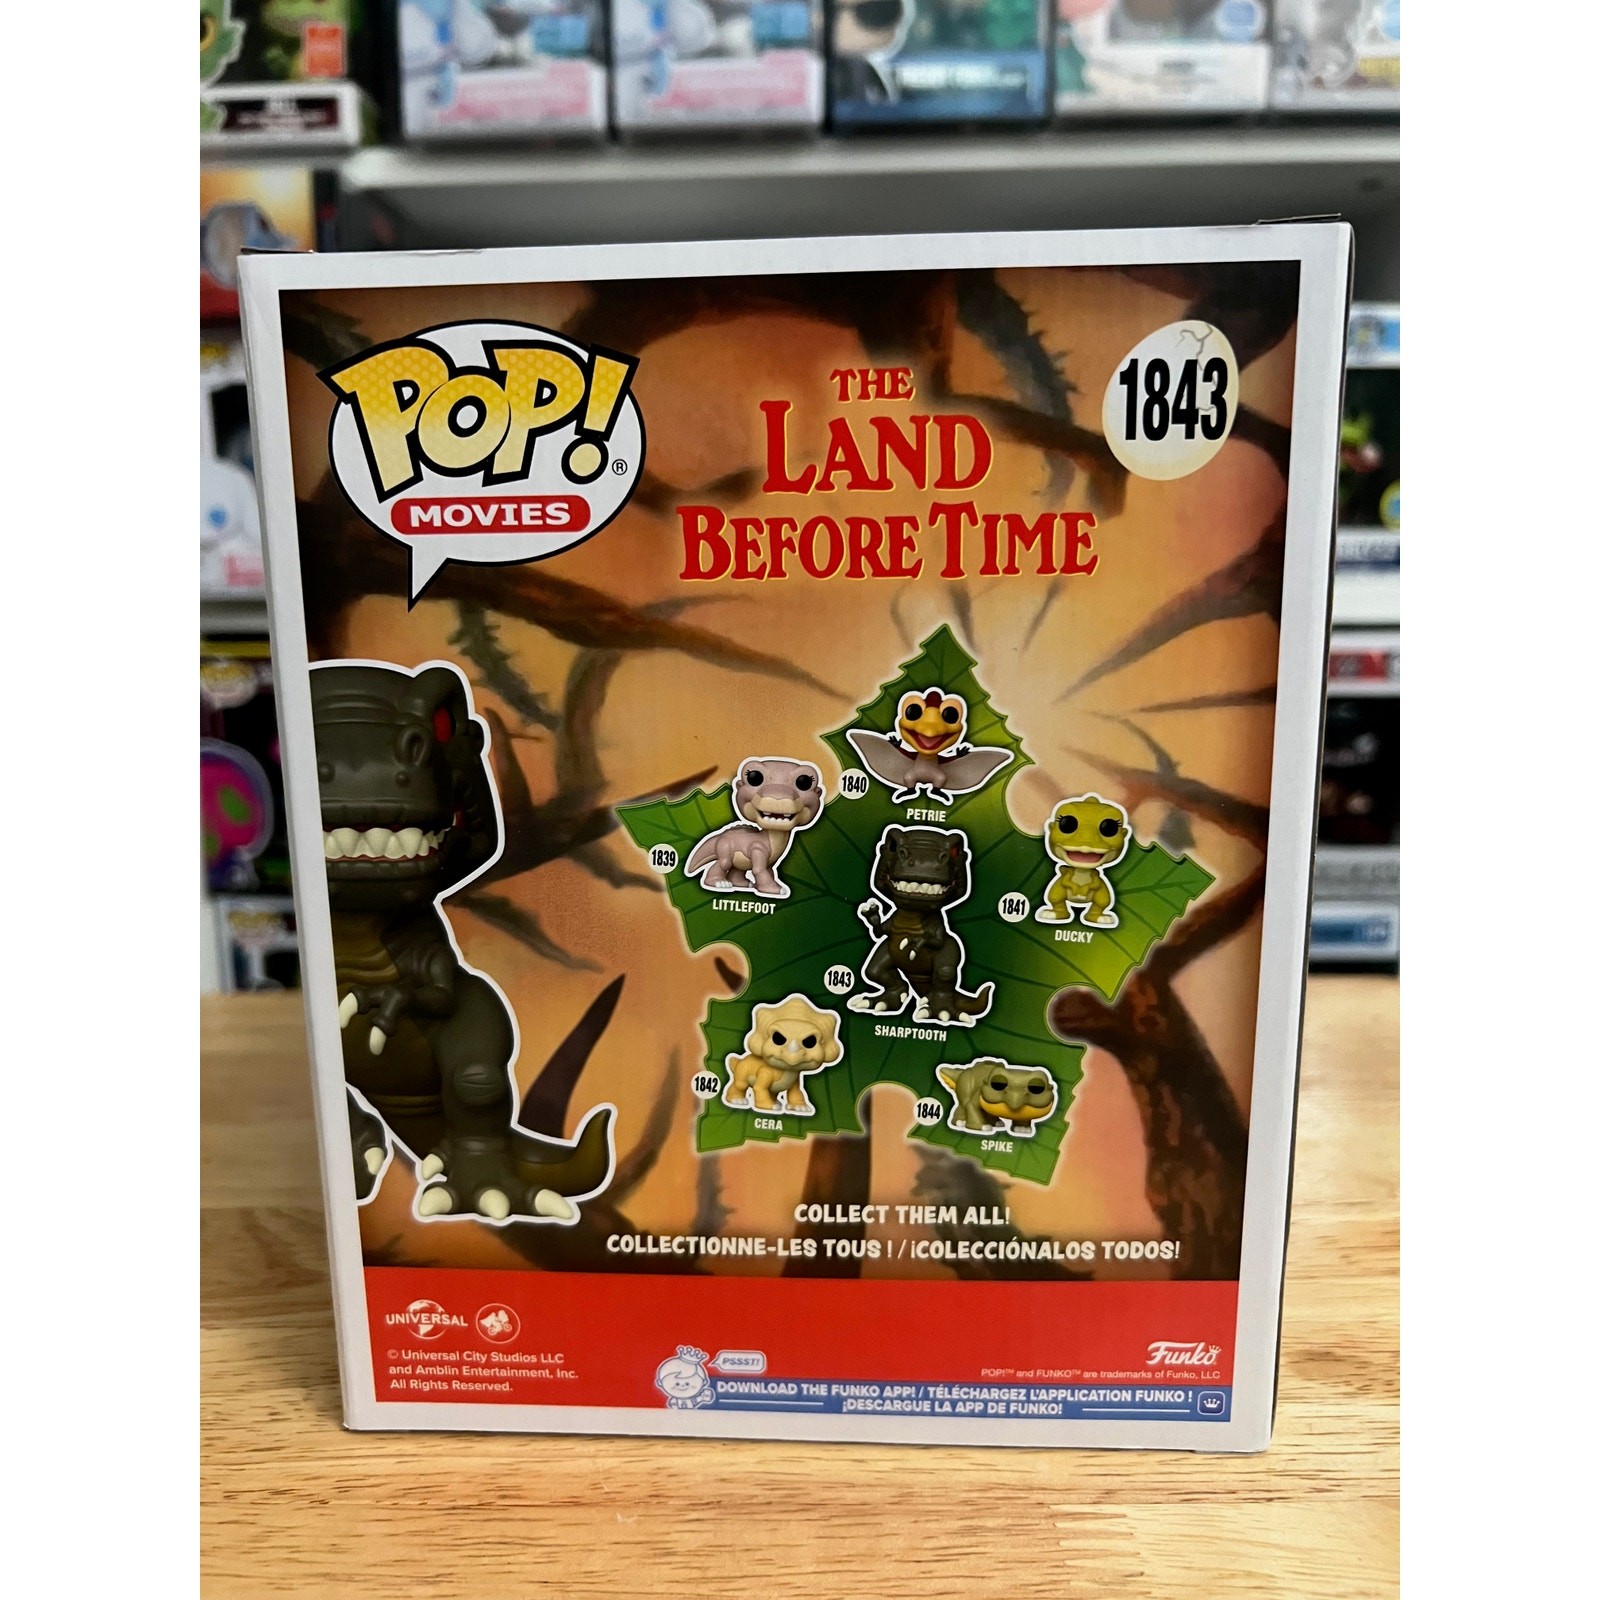 POP!®
MOVIES
THE
LAND
BEFORE TIME
1843
1840
PETRIE
1839
LITTLEFOOT
1841
DUCKY
1843
SHARPTOOTH
1842
CERA
1844
SPIKE
COLLECT THEM ALL!
COLLECTIONNE-LES TOUS ! / ¡COLECCIÓNALOS TODOS!
UNIVERSAL
© Universal City Studios LLC
and Amblin Entertainment, Inc.
All Rights Reserved.
PSSST!
Funko
POP!™ and FUNKO™ are trademarks of Funko, LLC
DOWNLOAD THE FUNKO APP! / TÉLÉCHARGEZ L'APPLICATION FUNKO !
¡DESCARGUE LA APP DE FUNKO!